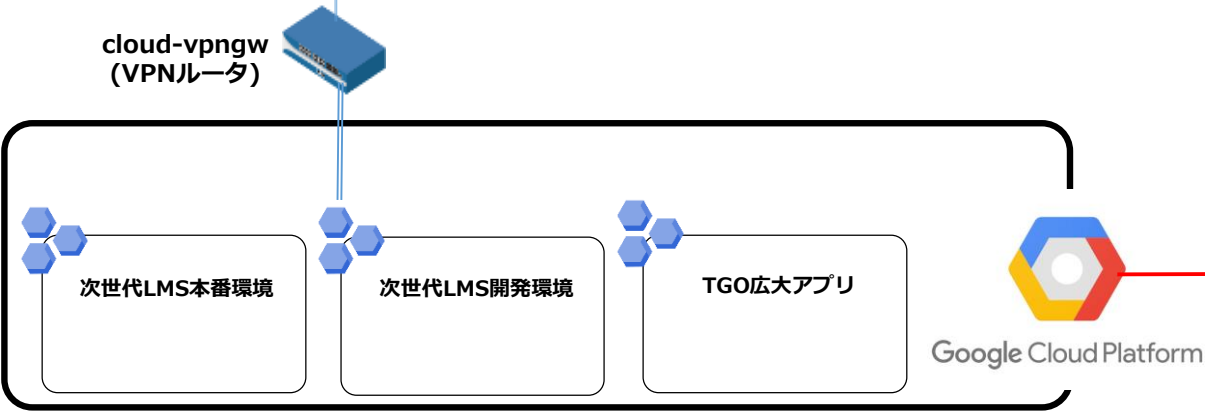 cloud-vpngw
(VPNルータ)
次世代LMS本番環境
次世代LMS開発環境
TGO広大アプリ
Google Cloud Platform